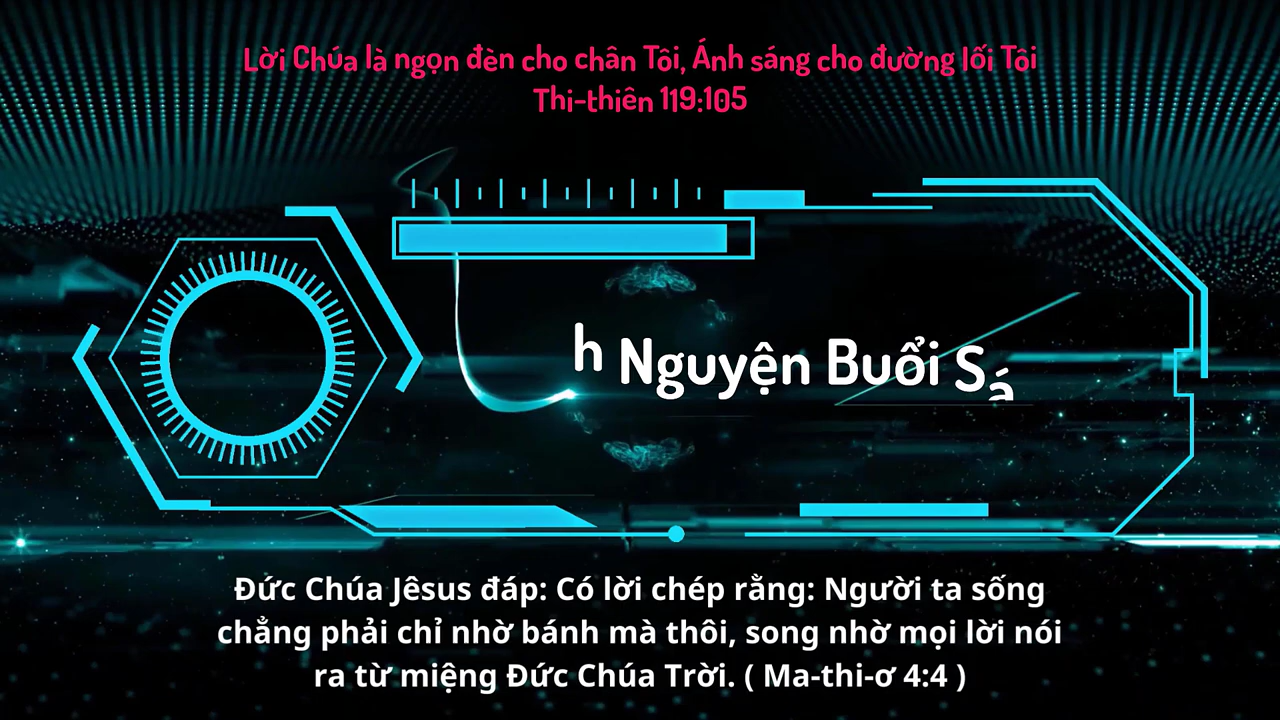 Lời Chúa là ngọn đèn cho chân Tôi, Ánh sáng cho đường lối Tôi
Thi-thiên 119:105
h Nguyện Buổi Sá
Đức Chúa Jêsus đáp: Có lời chép rằng: Người ta sống
chẳng phải chỉ nhờ bánh mà thôi, song nhờ mọi lời nói
ra từ miệng Đức Chúa Trời. ( Ma-thi-ơ 4:4 )